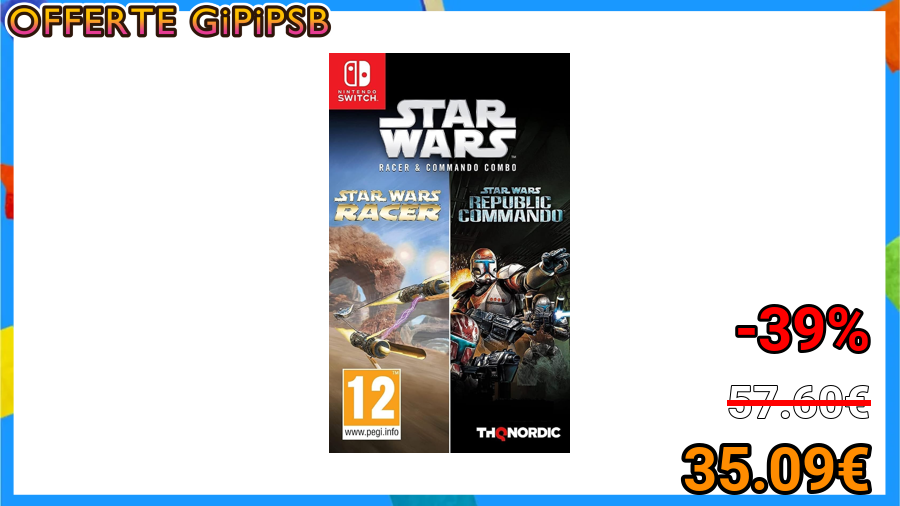 OFFERTE GiPiPSB
NINTENDO
SWITCH
STAR
WARS
RACER & COMMANDO COMBO
STAR WARS
RACER
STAR WARS
REPUBLIC
COMMANDO
12
www.pegi.info
THQ NORDIC
-39%
57.60€
35.09€